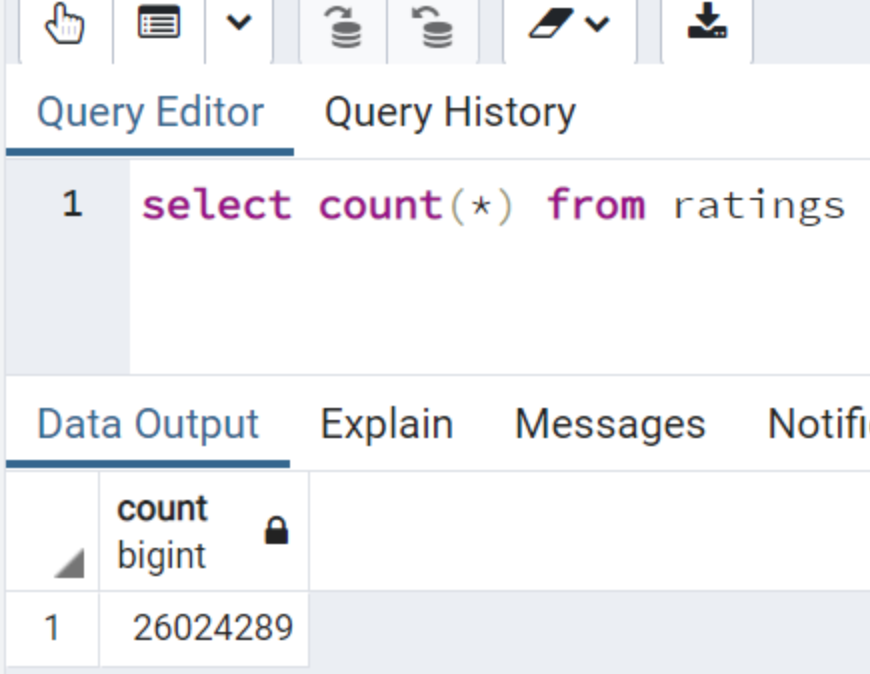 Query Editor Query History
1 select count(*) from ratings
Data Output Explain Messages Notifi
count
bigint
1 26024289